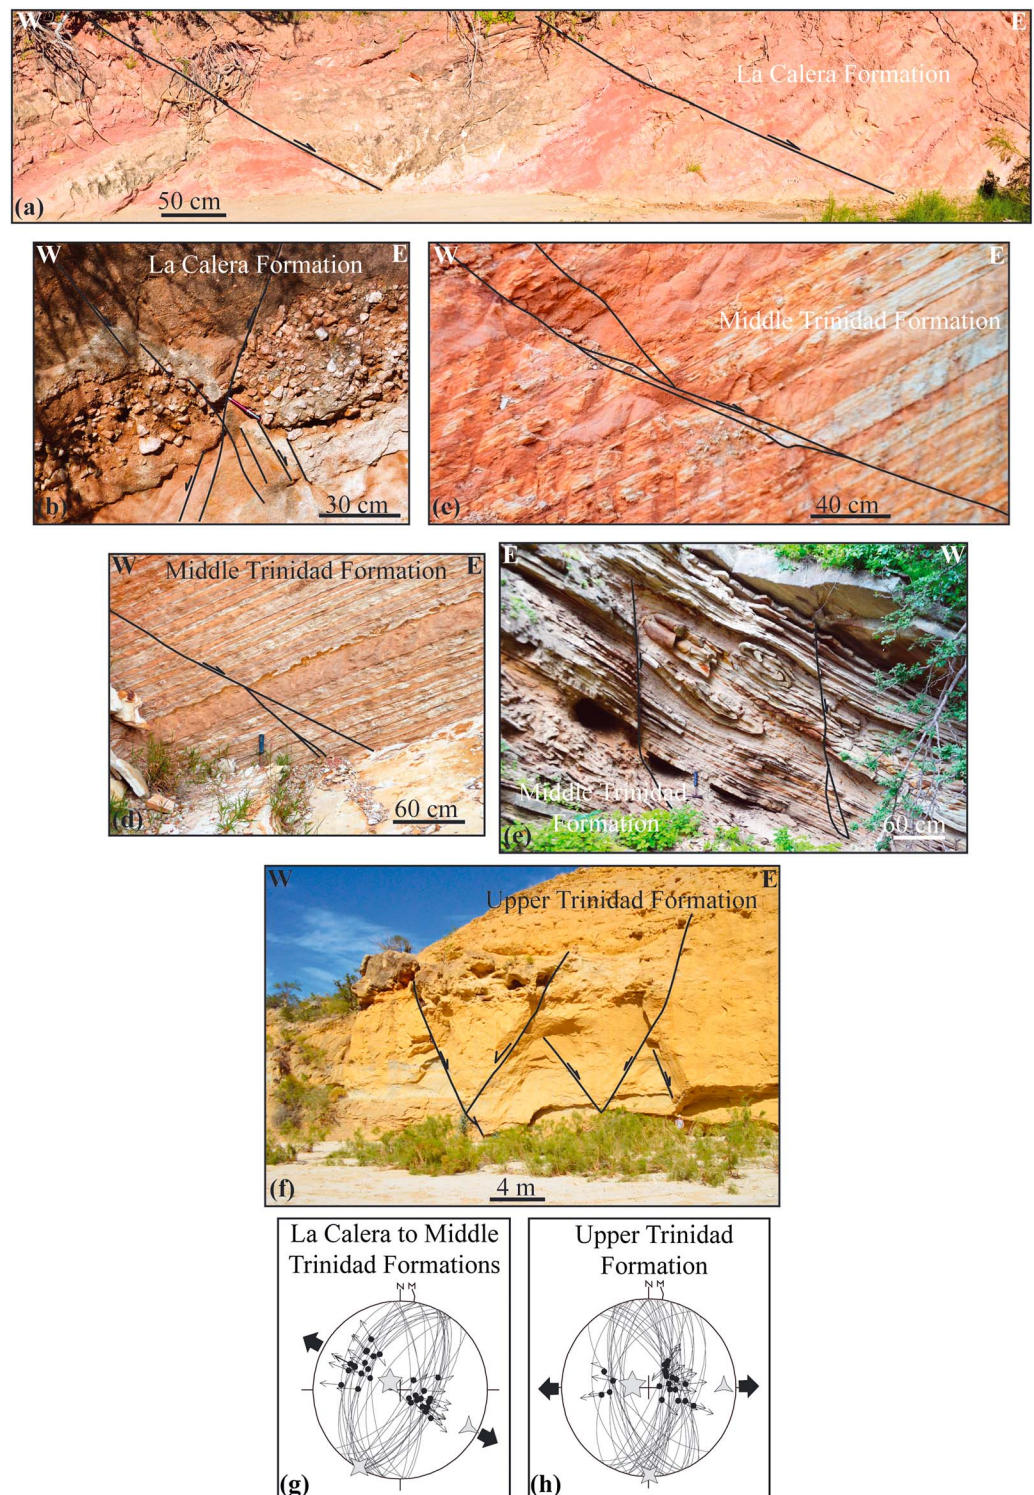 W E
La Calera Formation
50 cm
(a)
W E
La Calera Formation
30 cm
(b)
W E
Middle Trinidad Formation
40 cm
(c)
W E
Middle Trinidad Formation
60 cm
(d)
E W
Middle Trinidad
Formation
60 cm
(e)
W E
Upper Trinidad Formation
4 m
(f)
La Calera to Middle
Trinidad Formations
N M
(g)
Upper Trinidad
Formation
N M
(h)